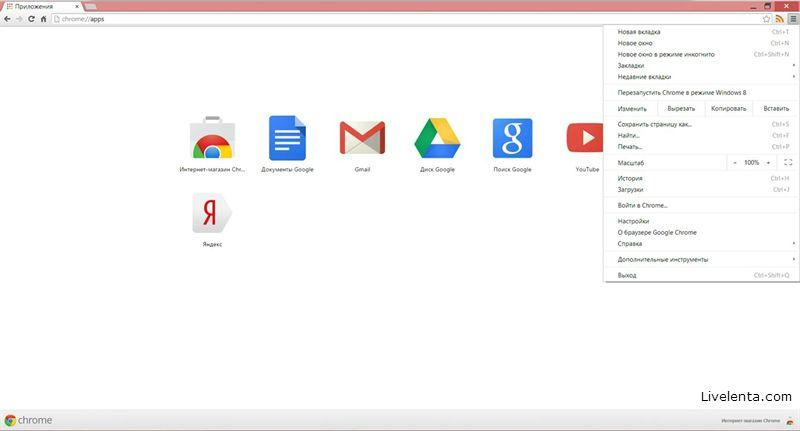 Приложения
chrome://apps
Новая вкладка Ctrl+T
Новое окно Ctrl+N
Новое окно в режиме инкогнито Ctrl+Shift+N
Закладки
Недавние вкладки
Перезапустить Chrome в режиме Windows 8
Изменить Вырезать Копировать Вставить
Сохранить страницу как... Ctrl+S
Найти... Ctrl+F
Печать... Ctrl+P
Масштаб - 100% +
История Ctrl+H
Загрузки Ctrl+J
Войти в Chrome...
Настройки
О браузере Google Chrome
Справка
Дополнительные инструменты
Выход Ctrl+Shift+Q
Интернет-магазин Chr... Документы Google Gmail Диск Google Поиск Google YouTube
g
Я
Яндекс
Livelenta.com
chrome
Интернет-магазин Chrome